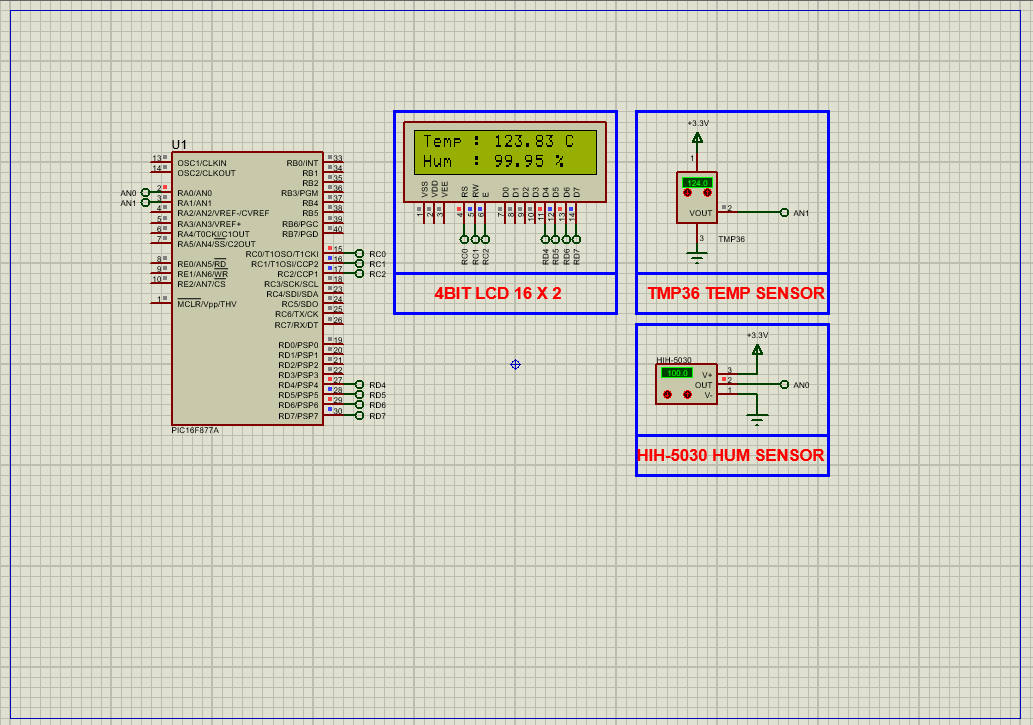 U1
13 OSC1/CLKIN RB0/INT 33
14 OSC2/CLKOUT RB1 34
RB2 35
AN0 2 RA0/AN0 RB3/PGM 36
AN1 3 RA1/AN1 RB4 37
4 RA2/AN2/VREF-/CVREF RB5 38
5 RA3/AN3/VREF+ RB6/PGC 39
6 RA4/T0CKI/C1OUT RB7/PGD 40
7 RA5/AN4/SS/C2OUT
RC0/T1OSO/T1CKI 15 RC0
8 RE0/AN5/RD RC1/T1OSI/CCP2 16 RC1
9 RE1/AN6/WR RC2/CCP1 17 RC2
10 RE2/AN7/CS RC3/SCK/SCL 18
RC4/SDI/SDA 23
1 MCLR/Vpp/THV RC5/SDO 24
RC6/TX/CK 25
RC7/RX/DT 26
RD0/PSP0 19
RD1/PSP1 20
RD2/PSP2 21
RD3/PSP3 22
RD4/PSP4 27 RD4
RD5/PSP5 28 RD5
RD6/PSP6 29 RD6
RD7/PSP7 30 RD7
PIC16F877A
Temp : 123.83 C
Hum : 99.95 %
VSS VDD VEE RS RW E D0 D1 D2 D3 D4 D5 D6 D7
1 2 3 4 5 6 7 8 9 10 11 12 13 14
RC0 RC1 RC2 RD4 RD5 RD6 RD7
4BIT LCD 16 X 2
+3.3V
1
124.0
VOUT 2 AN1
3 TMP36
TMP36 TEMP SENSOR
+3.3V
HIH-5030
100.0 V+ 3
OUT 2 AN0
V- 1
HIH-5030 HUM SENSOR